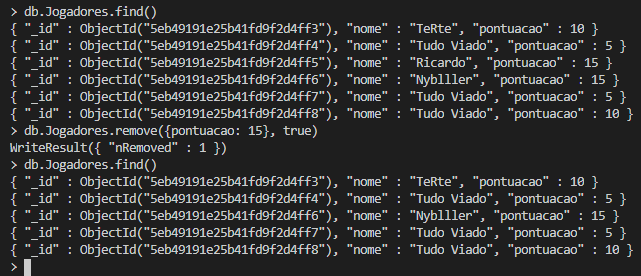 > db.Jogadores.find()
{ "_id" : ObjectId("5eb49191e25b41fd9f2d4ff3"), "nome" : "TeRte", "pontuacao" : 10 }
{ "_id" : ObjectId("5eb49191e25b41fd9f2d4ff4"), "nome" : "Tudo Viado", "pontuacao" : 5 }
{ "_id" : ObjectId("5eb49191e25b41fd9f2d4ff5"), "nome" : "Ricardo", "pontuacao" : 15 }
{ "_id" : ObjectId("5eb49191e25b41fd9f2d4ff6"), "nome" : "Nyblller", "pontuacao" : 15 }
{ "_id" : ObjectId("5eb49191e25b41fd9f2d4ff7"), "nome" : "Tudo Viado", "pontuacao" : 5 }
{ "_id" : ObjectId("5eb49191e25b41fd9f2d4ff8"), "nome" : "Tudo Viado", "pontuacao" : 10 }
> db.Jogadores.remove({pontuacao: 15}, true)
WriteResult({ "nRemoved" : 1 })
> db.Jogadores.find()
{ "_id" : ObjectId("5eb49191e25b41fd9f2d4ff3"), "nome" : "TeRte", "pontuacao" : 10 }
{ "_id" : ObjectId("5eb49191e25b41fd9f2d4ff4"), "nome" : "Tudo Viado", "pontuacao" : 5 }
{ "_id" : ObjectId("5eb49191e25b41fd9f2d4ff6"), "nome" : "Nyblller", "pontuacao" : 15 }
{ "_id" : ObjectId("5eb49191e25b41fd9f2d4ff7"), "nome" : "Tudo Viado", "pontuacao" : 5 }
{ "_id" : ObjectId("5eb49191e25b41fd9f2d4ff8"), "nome" : "Tudo Viado", "pontuacao" : 10 }
>